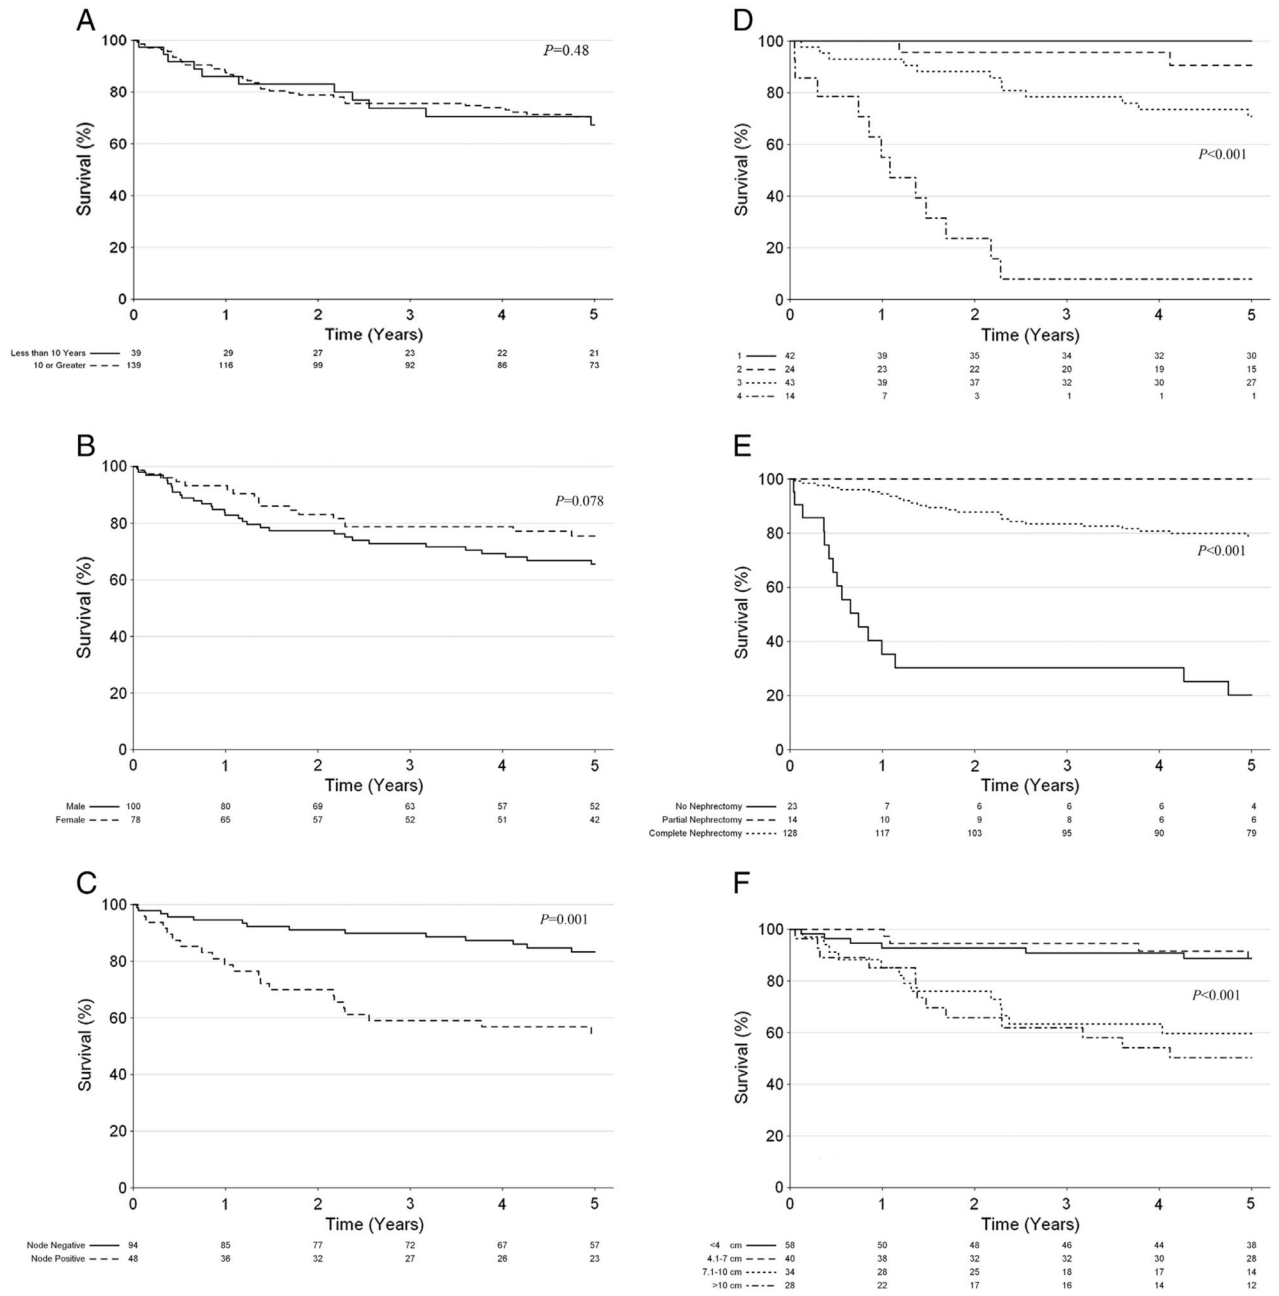 A
P=0.48
100
80
60
40
20
0
Survival (%)
0 1 2 3 4 5
Time (Years)
Less than 10 Years 39 29 27 23 22 21
10 or Greater 139 116 99 92 86 73
B
P=0.078
100
80
60
40
20
0
Survival (%)
0 1 2 3 4 5
Time (Years)
Male 100 80 69 63 57 52
Female 78 65 57 52 51 42
C
P=0.001
100
80
60
40
20
0
Survival (%)
0 1 2 3 4 5
Time (Years)
Node Negative 94 85 77 72 67 57
Node Positive 48 36 32 27 26 23
D
P<0.001
100
80
60
40
20
0
Survival (%)
0 1 2 3 4 5
Time (Years)
1 42 39 35 34 32 30
2 24 23 22 20 19 15
3 43 39 37 32 30 27
4 14 7 3 1 1 1
E
P<0.001
100
80
60
40
20
0
Survival (%)
0 1 2 3 4 5
Time (Years)
No Nephrectomy 23 7 6 6 6 4
Partial Nephrectomy 14 10 9 8 6 6
Complete Nephrectomy 128 117 103 95 90 79
F
P<0.001
100
80
60
40
20
0
Survival (%)
0 1 2 3 4 5
Time (Years)
<4 cm 58 50 48 46 44 38
4.1-7 cm 40 38 32 32 30 28
7.1-10 cm 34 28 25 18 17 14
>10 cm 28 22 17 16 14 12